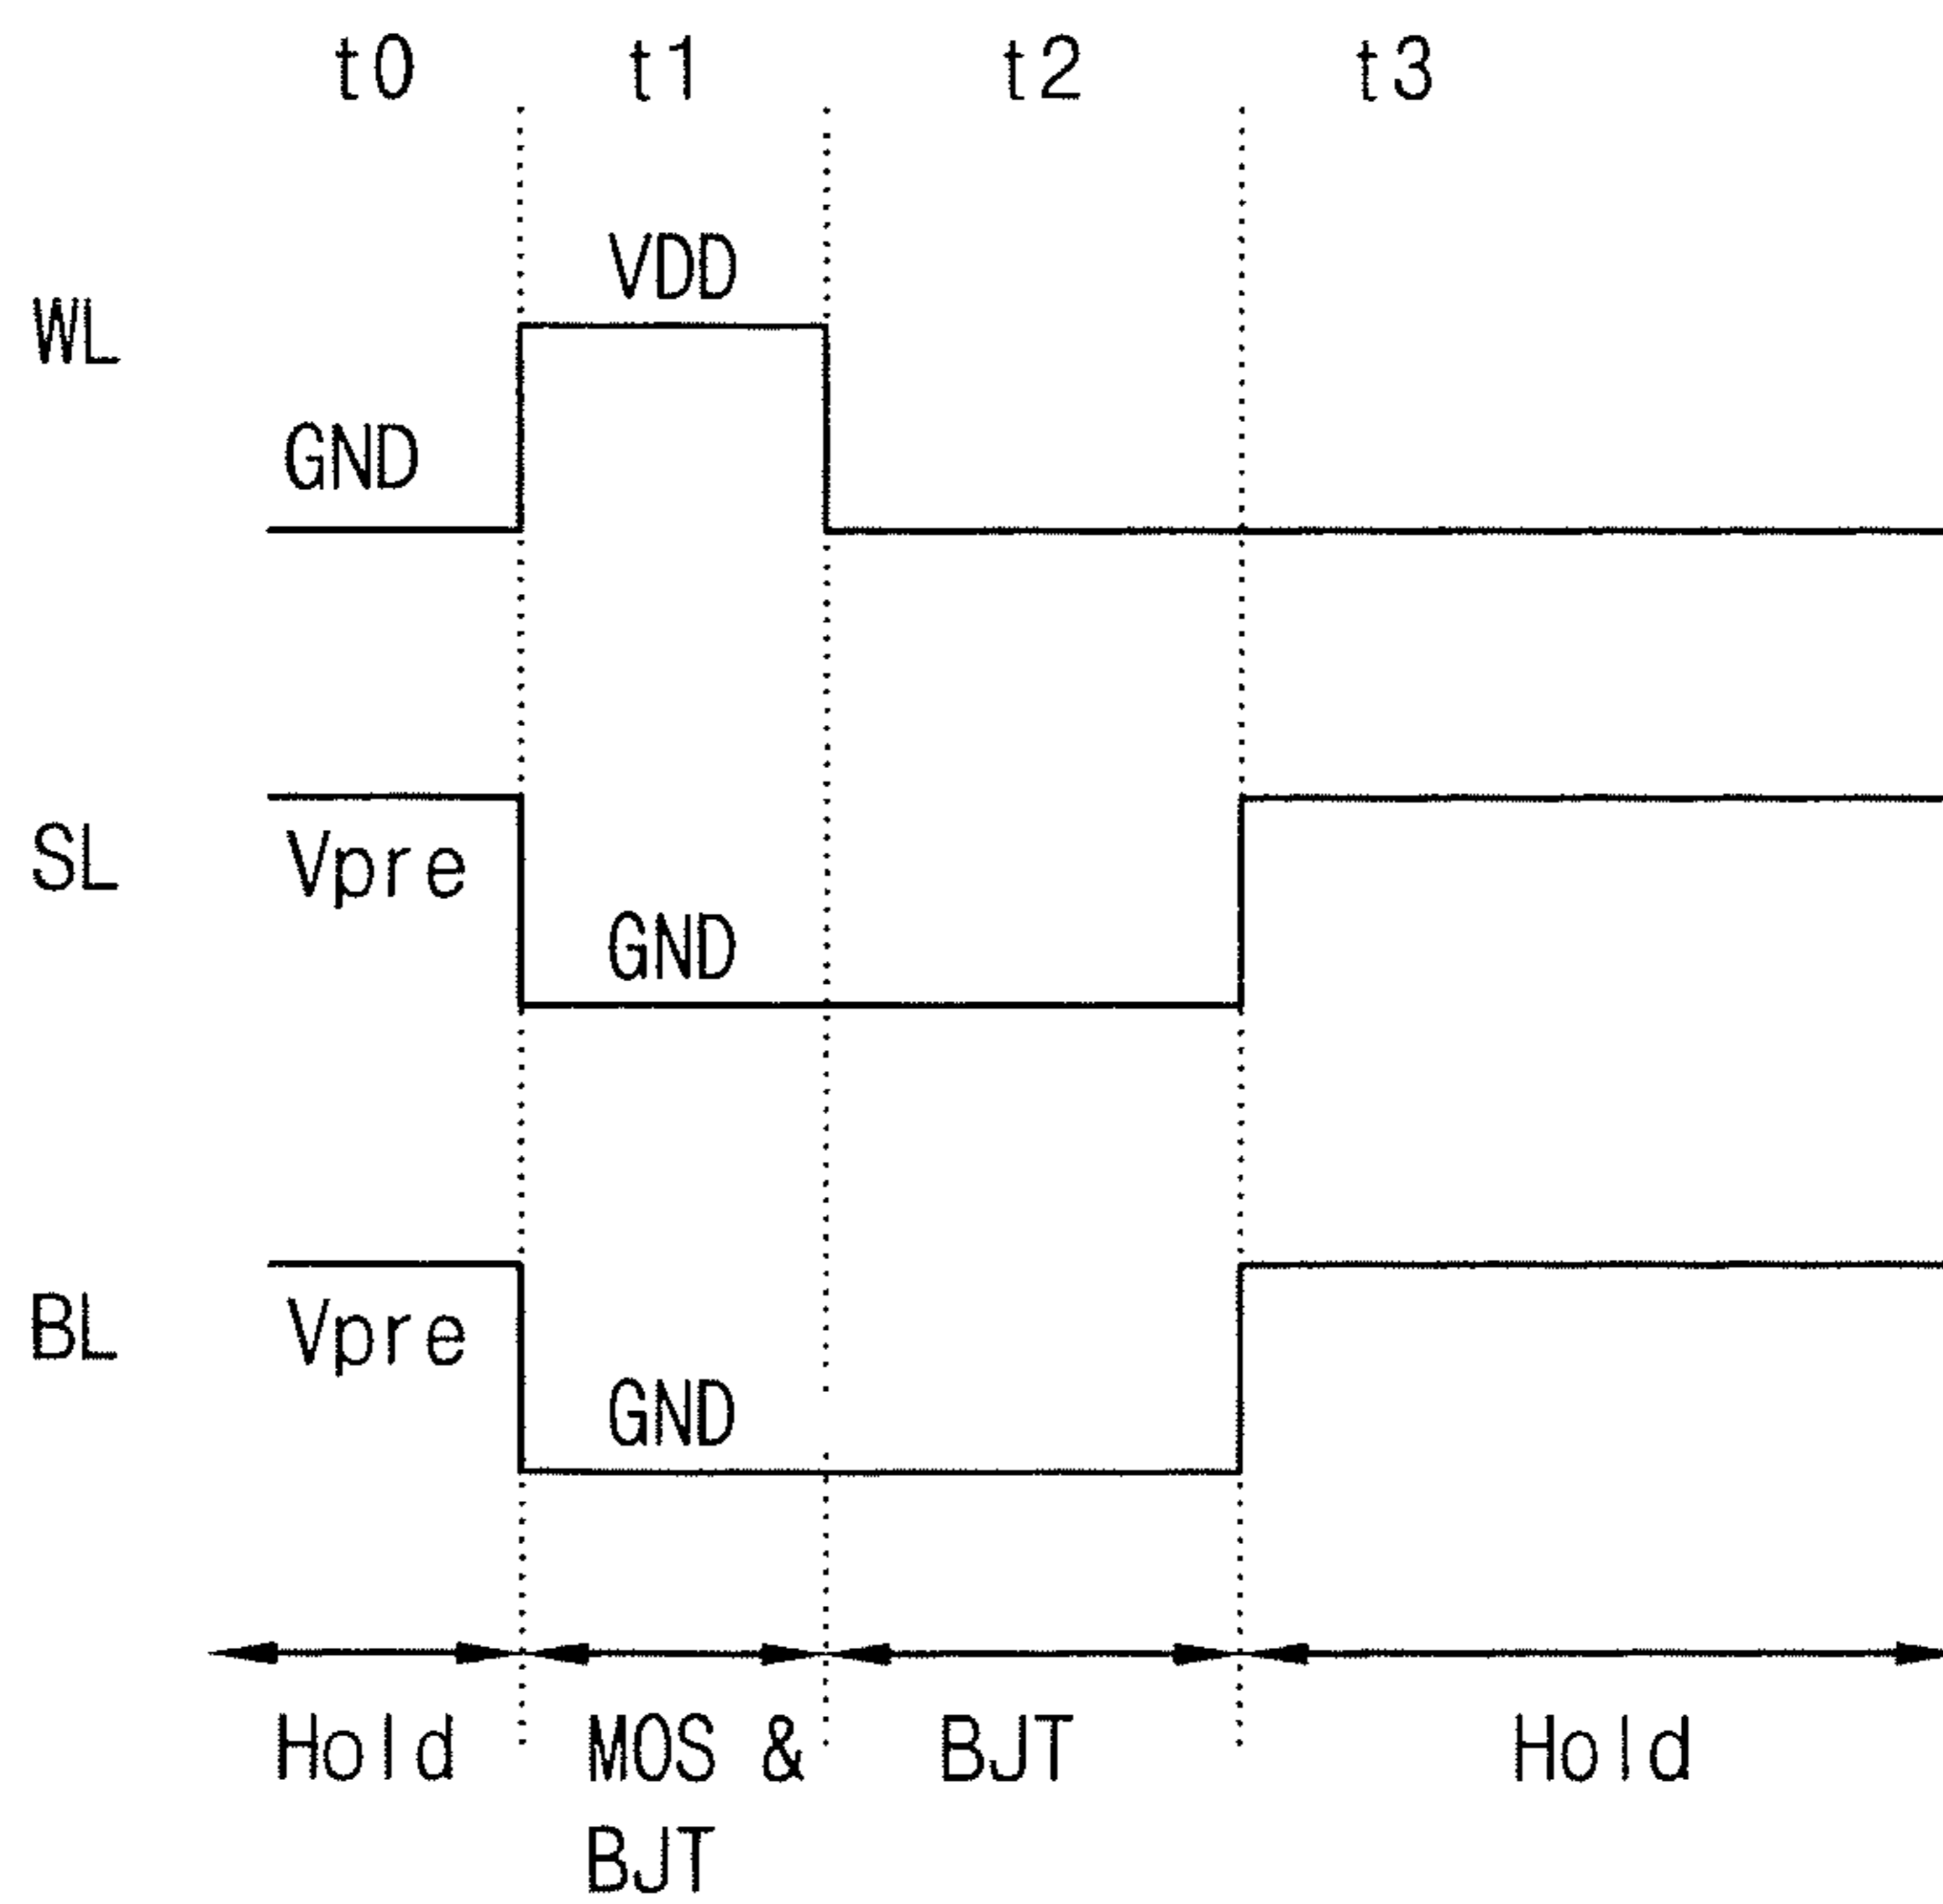 t0 t1 t2 t3
VDD
WL
GND
SL Vpre
GND
BL Vpre
GND
Hold MOS & BJT Hold
BJT